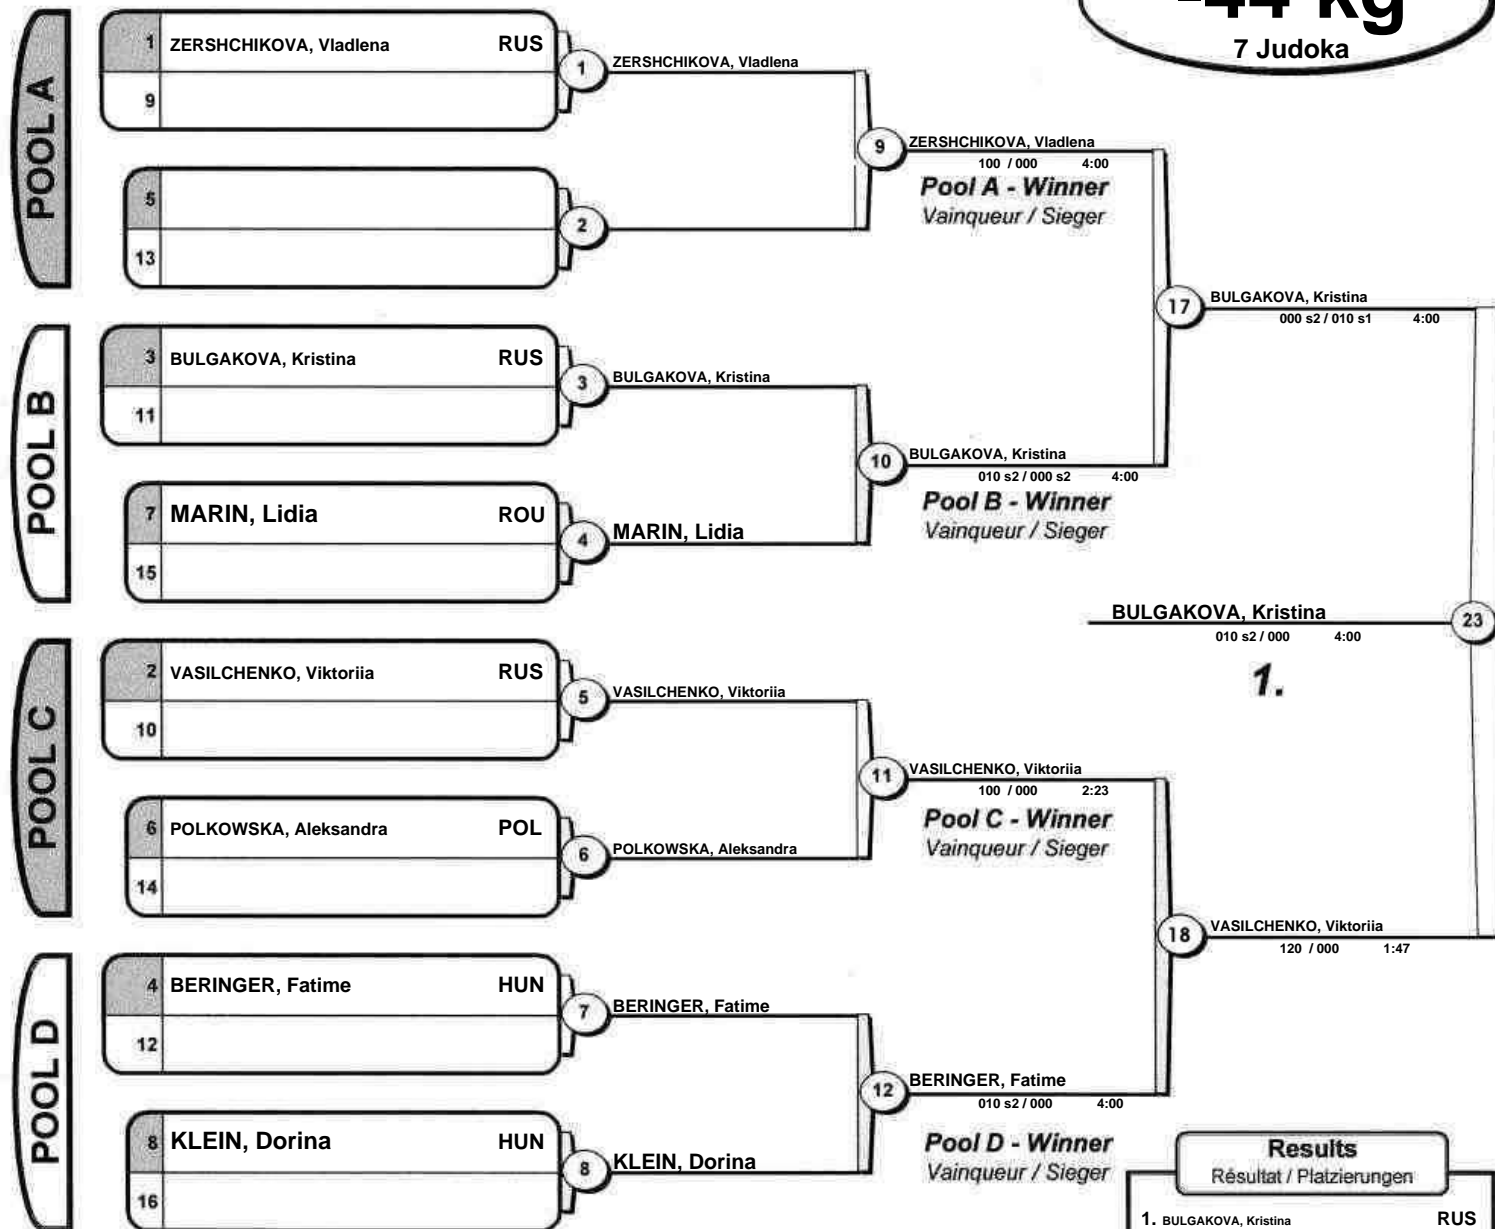 -44 kg
7 Judoka
POOL A
1 ZERSHCHIKOVA, Vladlena RUS
9
1 ZERSHCHIKOVA, Vladlena
5
13
2
9 ZERSHCHIKOVA, Vladlena
100 / 000 4:00
Pool A - Winner
Vainqueur / Sieger
POOL B
3 BULGAKOVA, Kristina RUS
11
3 BULGAKOVA, Kristina
7 MARIN, Lidia ROU
15
4 MARIN, Lidia
10 BULGAKOVA, Kristina
010 s2 / 000 s2 4:00
Pool B - Winner
Vainqueur / Sieger
17 BULGAKOVA, Kristina
000 s2 / 010 s1 4:00
BULGAKOVA, Kristina 23
010 s2 / 000 4:00
1.
POOL C
2 VASILCHENKO, Viktoriia RUS
10
5 VASILCHENKO, Viktoriia
6 POLKOWSKA, Aleksandra POL
14
6 POLKOWSKA, Aleksandra
11 VASILCHENKO, Viktoriia
100 / 000 2:23
Pool C - Winner
Vainqueur / Sieger
18 VASILCHENKO, Viktoriia
120 / 000 1:47
POOL D
4 BERINGER, Fatime HUN
12
7 BERINGER, Fatime
8 KLEIN, Dorina HUN
16
8 KLEIN, Dorina
12 BERINGER, Fatime
010 s2 / 000 4:00
Pool D - Winner
Vainqueur / Sieger
Results
Résultat / Platzierungen
1. BULGAKOVA, Kristina RUS